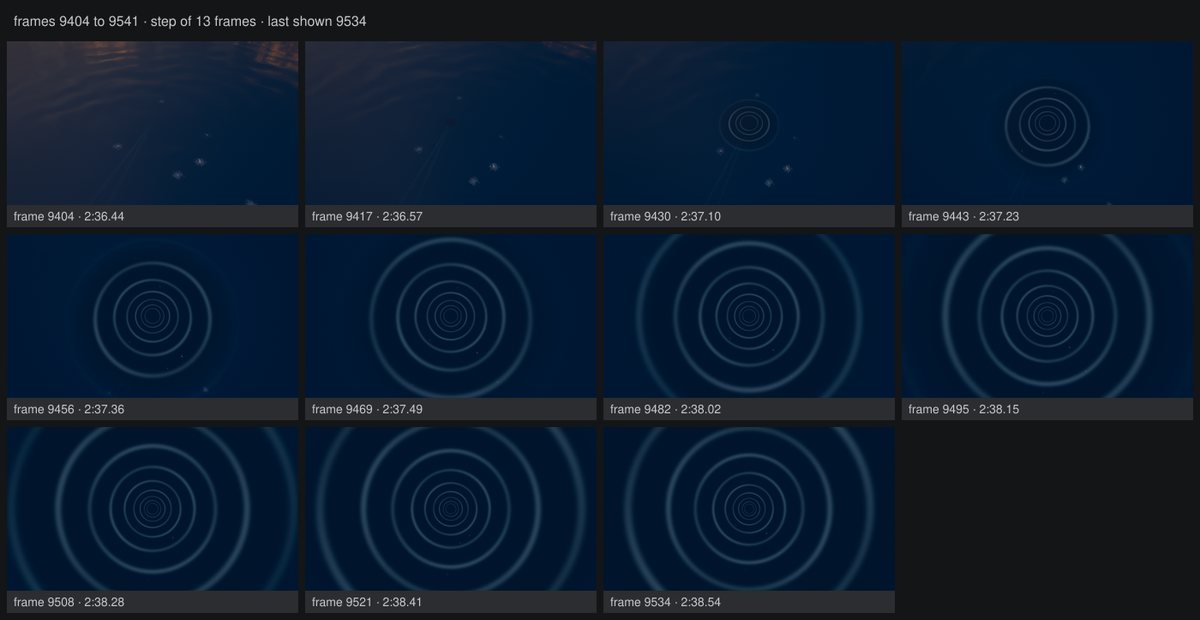 frames 9404 to 9541 · step of 13 frames · last shown 9534
frame 9404 · 2:36.44
frame 9417 · 2:36.57
frame 9430 · 2:37.10
frame 9443 · 2:37.23
frame 9456 · 2:37.36
frame 9469 · 2:37.49
frame 9482 · 2:38.02
frame 9495 · 2:38.15
frame 9508 · 2:38.28
frame 9521 · 2:38.41
frame 9534 · 2:38.54